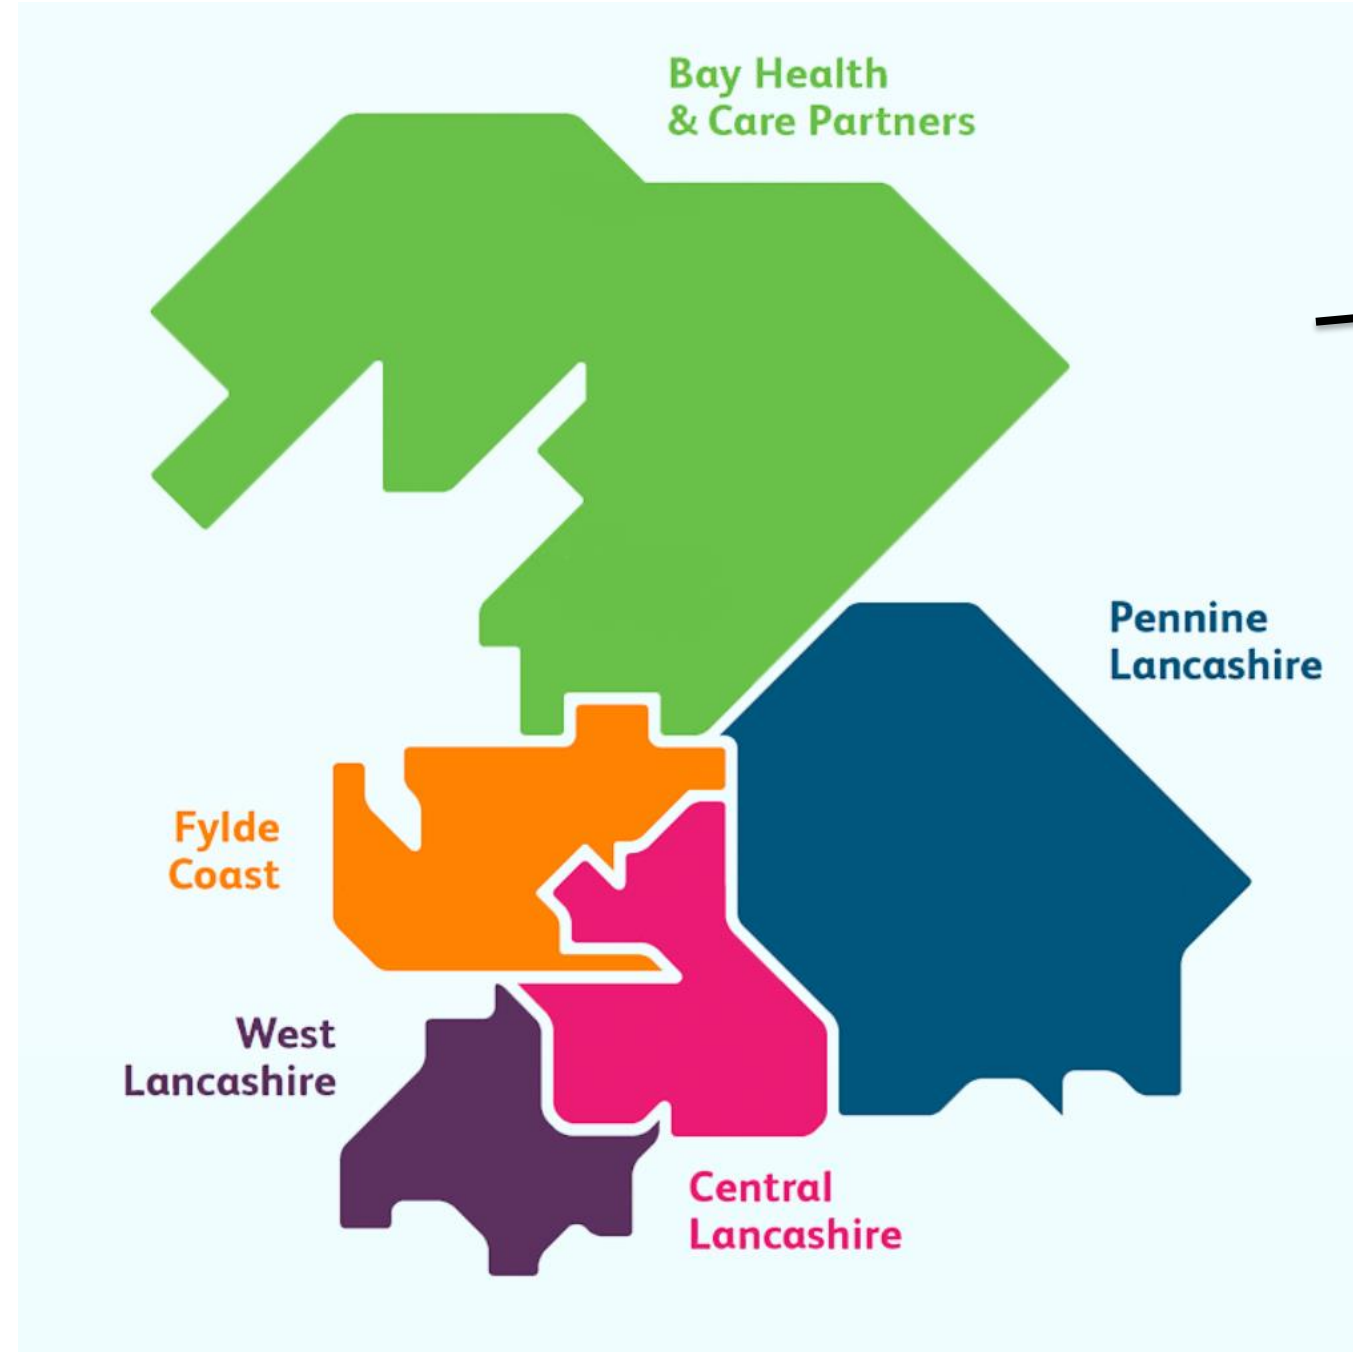 Bay Health
& Care Partners
Pennine
Lancashire
Fylde
Coast
West
Lancashire
Central
Lancashire